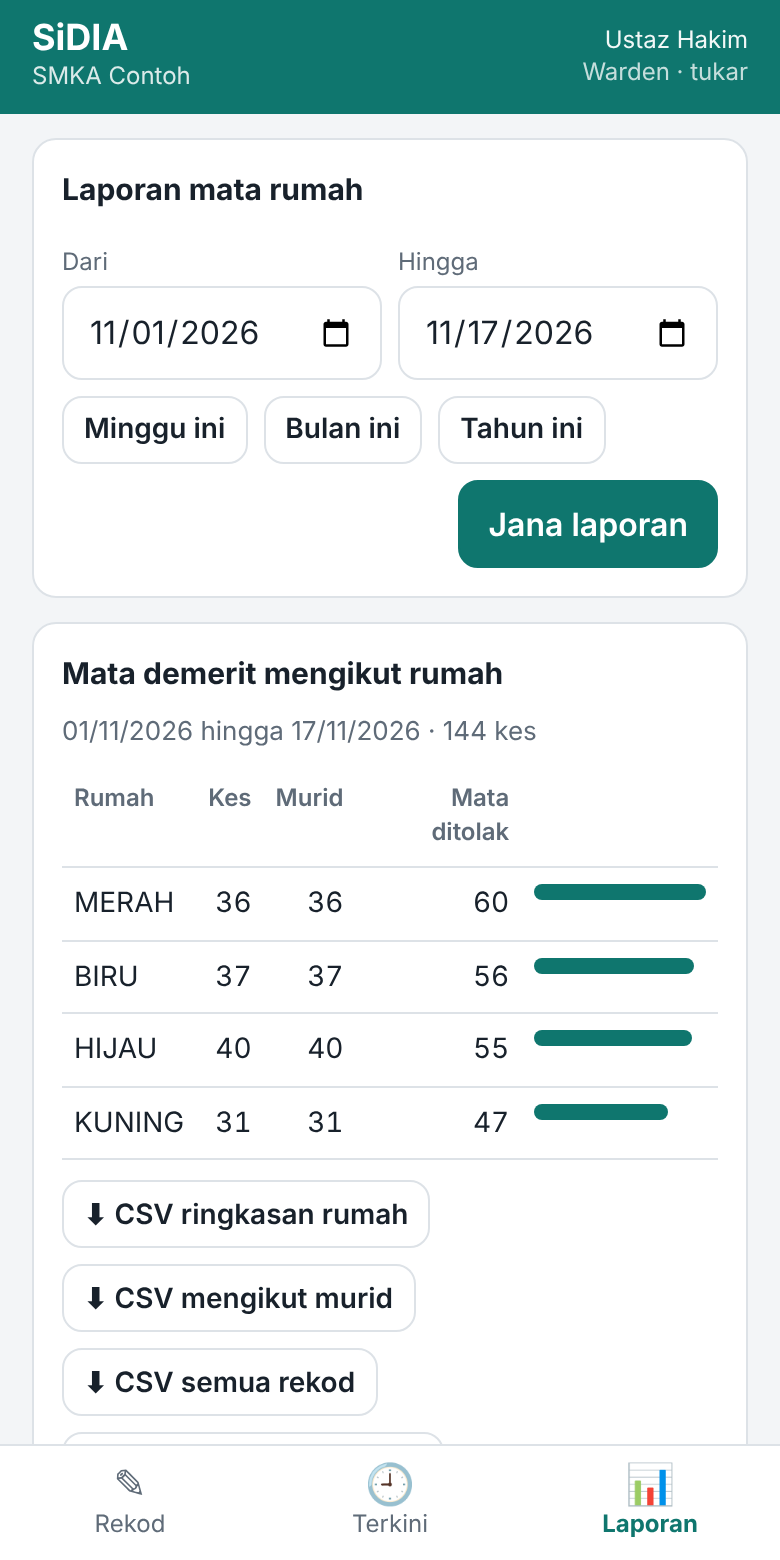 SiDIA
SMKA Contoh
Ustaz Hakim
Warden · tukar
Laporan mata rumah
Dari Hingga
11/01/2026 11/17/2026
Minggu ini Bulan ini Tahun ini
Jana laporan
Mata demerit mengikut rumah
01/11/2026 hingga 17/11/2026 · 144 kes
Rumah Kes Murid Mata ditolak
MERAH 36 36 60
BIRU 37 37 56
HIJAU 40 40 55
KUNING 31 31 47
⬇ CSV ringkasan rumah
⬇ CSV mengikut murid
⬇ CSV semua rekod
Rekod Terkini Laporan